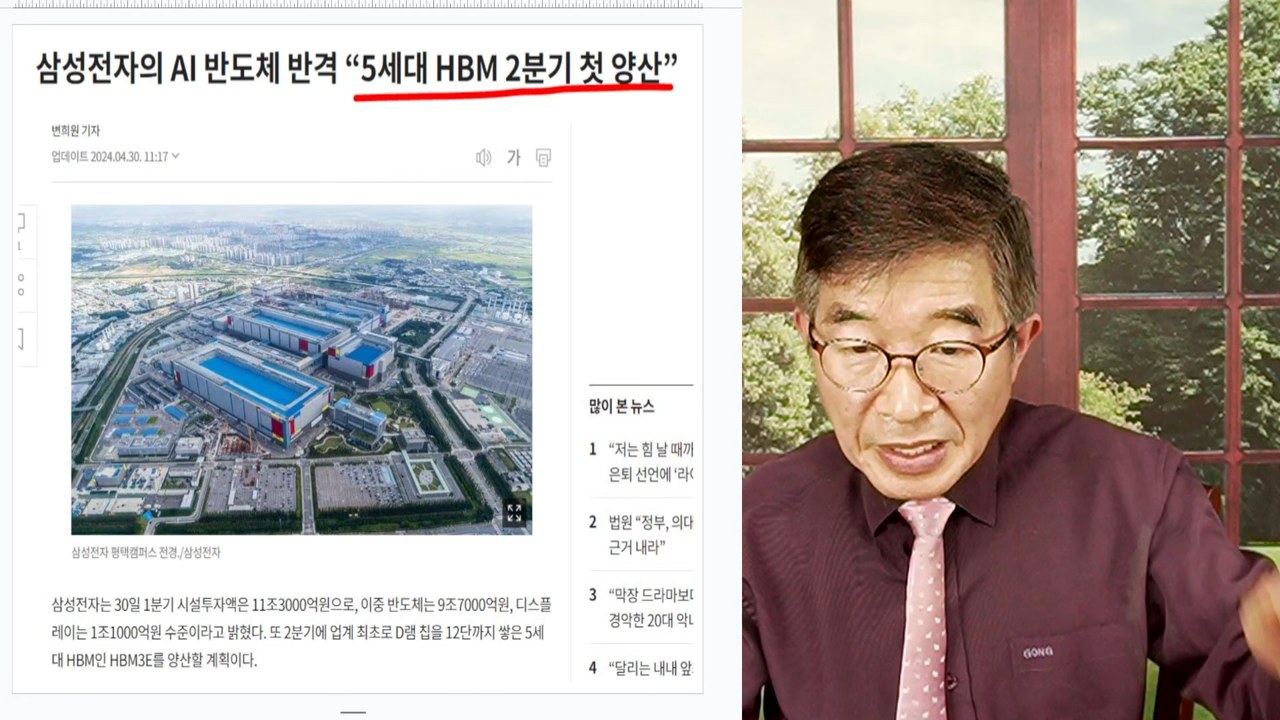 삼성전자의 AI 반도체 반격 “5세대 HBM 2분기 첫 양산”
변희원 기자
업데이트 2024.04.30. 11:17
가
삼성전자 평택캠퍼스 전경./삼성전자
삼성전자는 30일 1분기 시설투자액은 11조3000억원으로, 이중 반도체는 9조7000억원, 디스플
레이는 1조1000억원 수준이라고 밝혔다. 또 2분기에 업계 최초로 D램 칩을 12단까지 쌓은 5세
대 HBM인 HBM3E를 양산할 계획이다.
많이 본 뉴스
1 “저는 힘 날 때까
은퇴 선언에 ‘라이
2 법원 “정부, 의대
근거 내라”
3 “막장 드라마보다
경악한 20대 악녀
4 “달리는 내내 앞
GONG